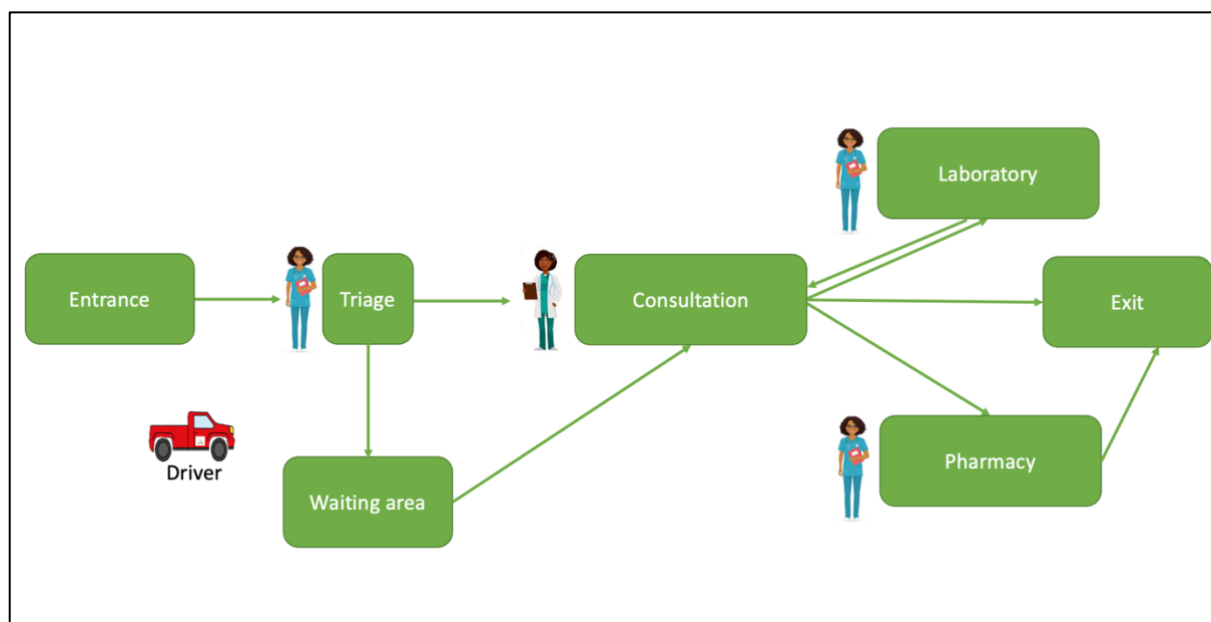 Laboratory
Entrance
Triage
Consultation
Exit
Driver
Waiting area
Pharmacy